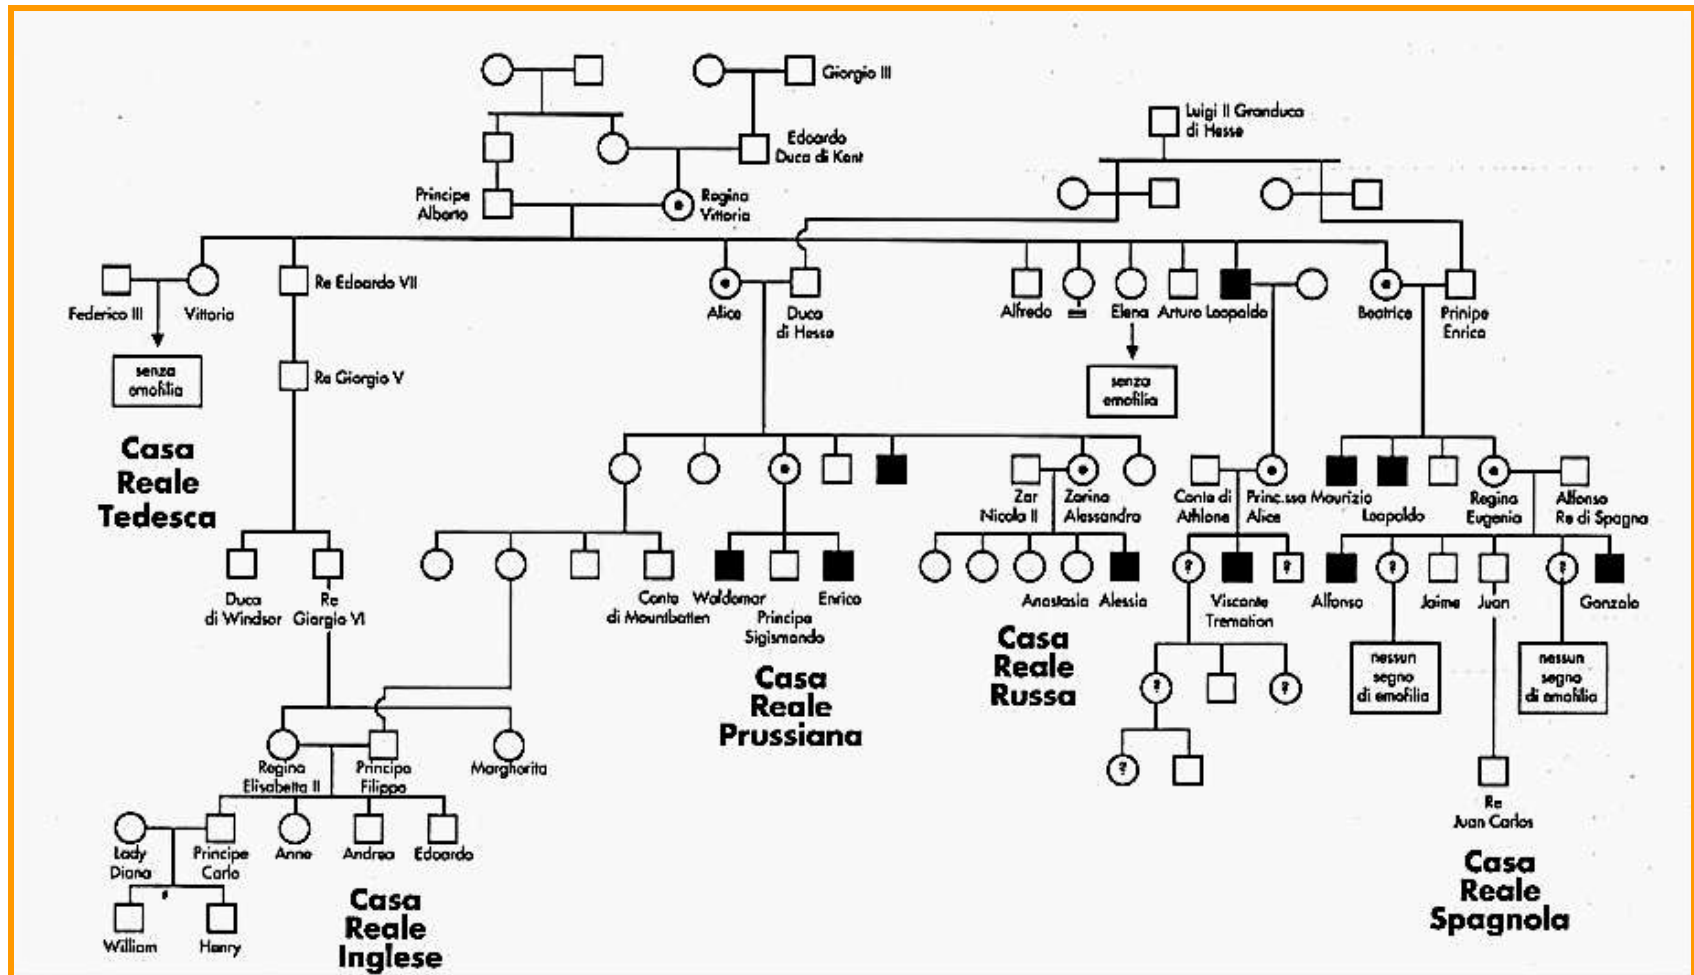 Giorgio III
Luigi II Granduca
di Hesse
Edoardo
Duca di Kent
Principe
Alberto
Regina
Vittoria
Re Edoardo VII
Federico III
Vittoria
Alice
Duca
di Hesse
Alfredo
Elena
Arturo
Leopoldo
Beatrice
Prinipe
Enrico
senza
emofilia
Re Giorgio V
senza
emofilia
Casa
Reale
Tedesca
Zar
Nicola II
Zarina
Alessandra
Conte di
Athlone
Princ.ssa
Alice
Maurizio
Leopoldo
Regina
Eugenia
Alfonso
Re di Spagna
?
?
?
?
Duca
di Windsor
Re
Giorgio VI
Conte
di Mountbatten
Waldemar
Principe
Sigismondo
Enrico
Anastasia
Alessio
Visconte
Tremation
Alfonso
Jaime
Juan
Gonzalo
Casa
Reale
Russa
nessun
segno
di emofilia
nessun
segno
di emofilia
Casa
Reale
Prussiana
?
?
Regina
Elisabetta II
Principe
Filippo
Margherita
?
Re
Juan Carlos
Lady
Diana
Principe
Carlo
Anne
Andrea
Edoardo
Casa
Reale
Spagnola
Casa
Reale
Inglese
William
Henry